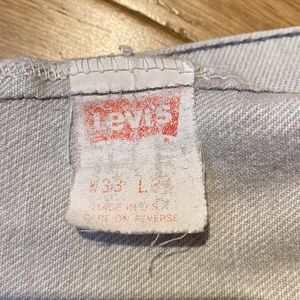 Levi's
®
W33 L
MADE IN U.S.A.
CARE ON REVERSE